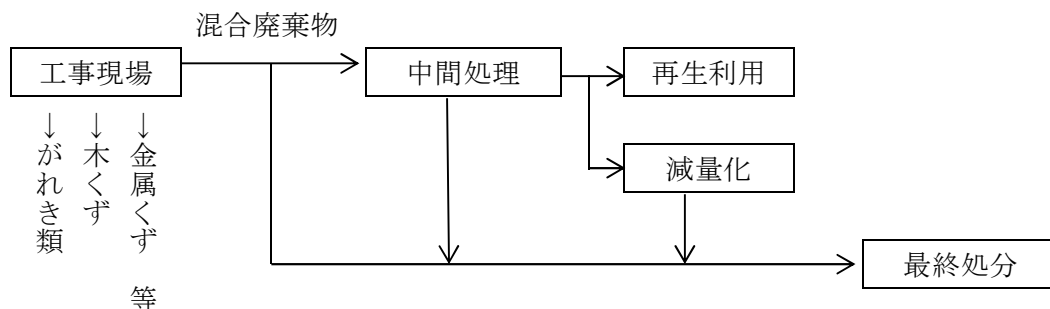 混合廃棄物
工事現場
中間処理
再生利用
減量化
最終処分
↓がれき類
↓木くず
↓金属くず 等